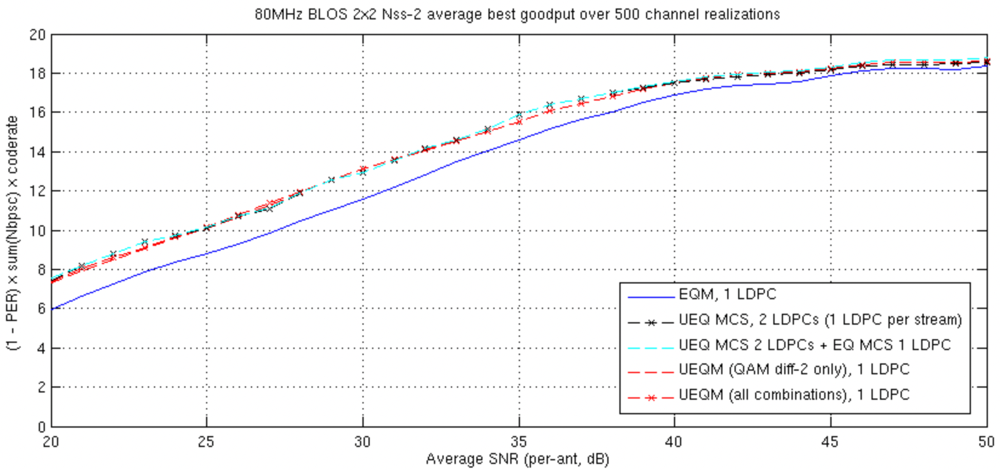 80MHz BLOS 2x2 Nss-2 average best goodput over 500 channel realizations
(1 - PER) x sum(Nbpsc) x coderate
20
18
16
14
12
10
8
6
4
2
0
EQM, 1 LDPC
UEQ MCS, 2 LDPCs (1 LDPC per stream)
UEQ MCS 2 LDPCs + EQ MCS 1 LDPC
UEQM (QAM diff-2 only), 1 LDPC
UEQM (all combinations), 1 LDPC
20 25 30 35 40 45 50
Average SNR (per-ant, dB)